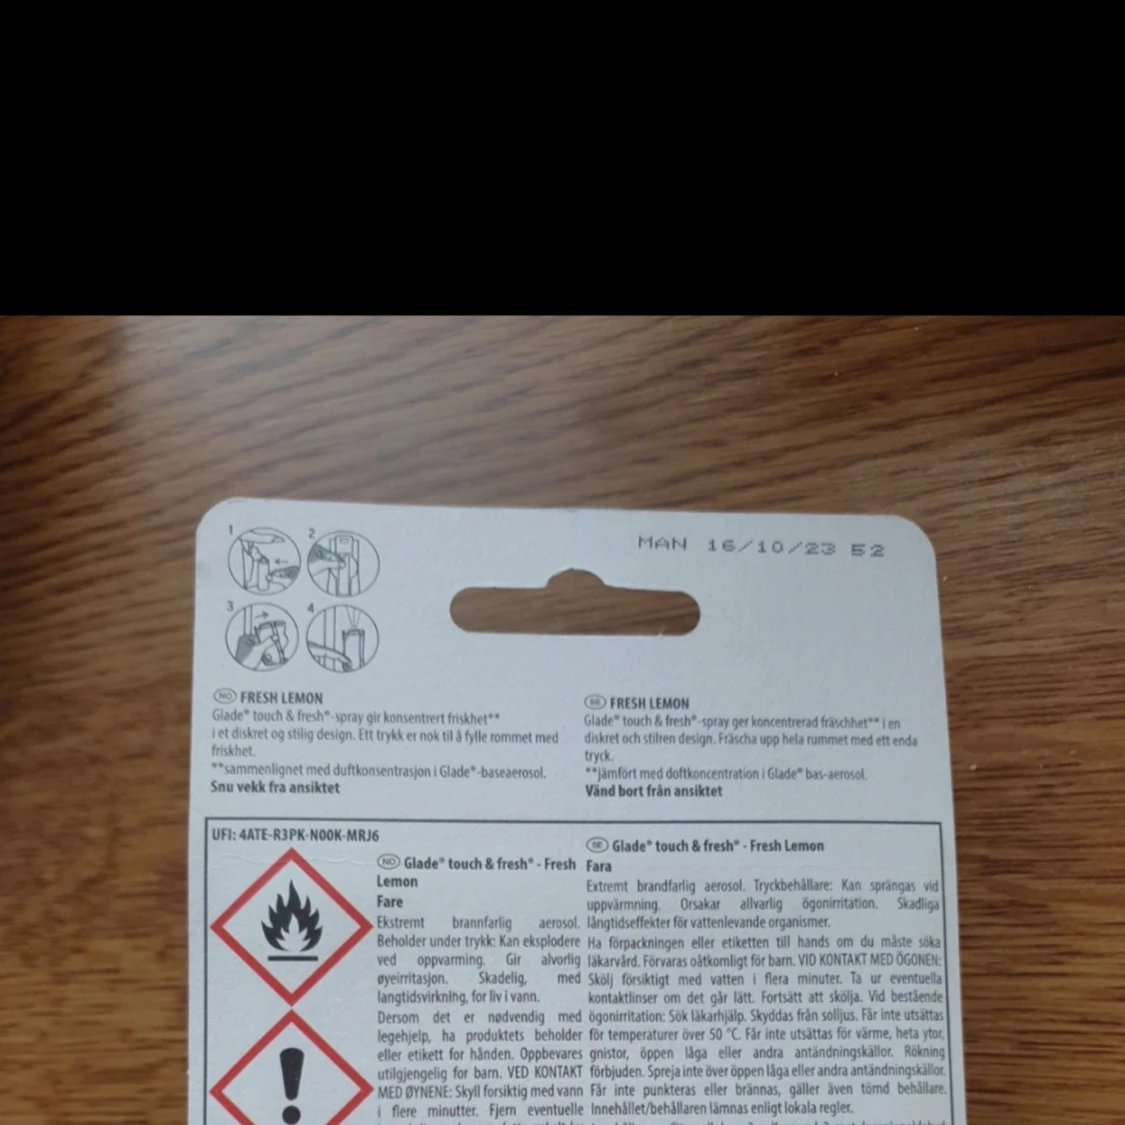 1
2
MAN 16/10/23 52
3
4
NO FRESH LEMON
Glade® touch & fresh®-spray gir konsentrert friskhet**
i et diskret og stilig design. Ett trykk er nok til å fylle rommet med
friskhet.
**sammenlignet med duftkonsentrasjon i Glade®-baseaerosol.
Snu vekk fra ansiktet
SE FRESH LEMON
Glade® touch & fresh®-spray ger koncentrerad fräschhet** i en
diskret och stilren design. Fräscha upp hela rummet med ett enda
tryck.
**jämfört med doftkoncentration i Glade® bas-aerosol.
Vänd bort från ansiktet
UFI: 4ATE-R3PK-N00K-MRJ6
NO Glade® touch & fresh® - Fresh
Lemon
Fare
Ekstremt brannfarlig aerosol.
Beholder under trykk: Kan eksplodere
ved oppvarming. Gir alvorlig
øyeirritasjon. Skadelig, med
langtidsvirkning, for liv i vann.
Dersom det er nødvendig med
legehjelp, ha produktets beholder
eller etikett for hånden. Oppbevares
utilgjengelig for barn. VED KONTAKT
MED ØYNENE: Skyll forsiktig med vann
i flere minutter. Fjern eventuelle
SE Glade® touch & fresh® - Fresh Lemon
Fara
Extremt brandfarlig aerosol. Tryckbehållare: Kan sprängas vid
uppvärmning. Orsakar allvarlig ögonirritation. Skadliga
långtidseffekter för vattenlevande organismer.
Ha förpackningen eller etiketten till hands om du måste söka
läkarvård. Förvaras oåtkomligt för barn. VID KONTAKT MED ÖGONEN:
Skölj försiktigt med vatten i flera minuter. Ta ur eventuella
kontaktlinser om det går lätt. Fortsätt att skölja. Vid bestående
ögonirritation: Sök läkarhjälp. Skyddas från solljus. Får inte utsättas
för temperaturer över 50 °C. Får inte utsättas för värme, heta ytor,
gnistor, öppen låga eller andra antändningskällor. Rökning
förbjuden. Spreja inte över öppen låga eller andra antändningskällor.
Får inte punkteras eller brännas, gäller även tömd behållare.
Innehållet/behållaren lämnas enligt lokala regler.